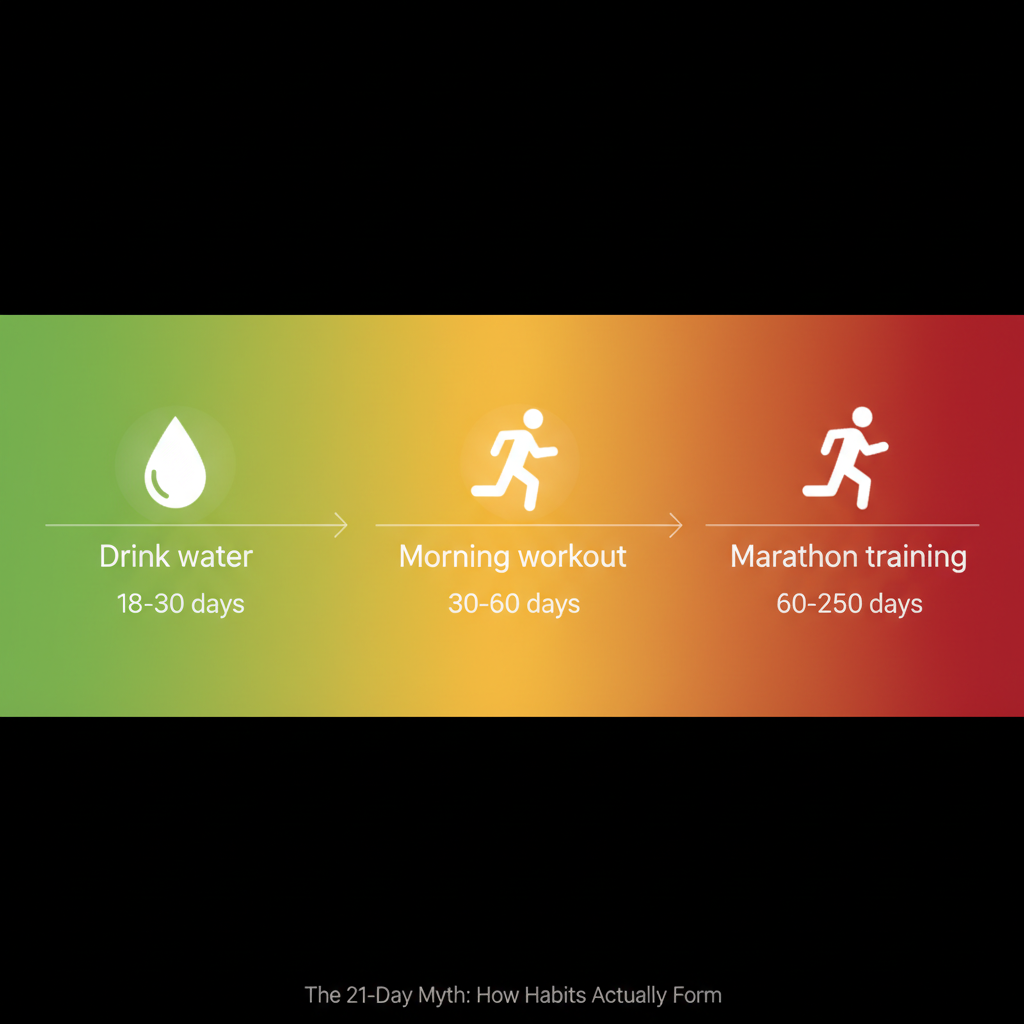 Drink water
18-30 days
Morning workout
30-60 days
Marathon training
60-250 days
The 21-Day Myth: How Habits Actually Form